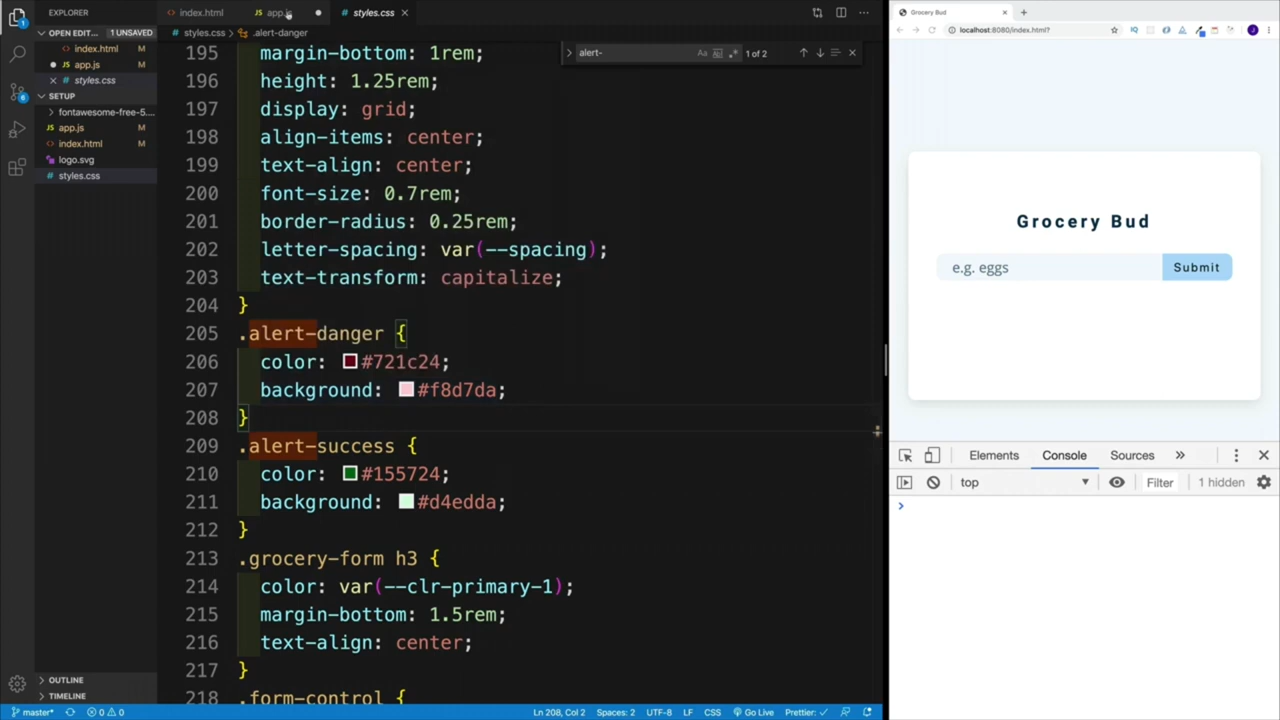 EXPLORER
OPEN EDIT... 1 UNSAVED
index.html M
app.js M
styles.css
SETUP
fontawesome-free-5....
app.js M
index.html M
logo.svg
styles.css
OUTLINE
TIMELINE
index.html
app.js
styles.css
styles.css > .alert-danger
alert-
Aa
1 of 2
195 margin-bottom: 1rem;
196 height: 1.25rem;
197 display: grid;
198 align-items: center;
199 text-align: center;
200 font-size: 0.7rem;
201 border-radius: 0.25rem;
202 letter-spacing: var(--spacing);
203 text-transform: capitalize;
204 }
205 .alert-danger {
206 color: #721c24;
207 background: #f8d7da;
208 }
209 .alert-success {
210 color: #155724;
211 background: #d4edda;
212 }
213 .grocery-form h3 {
214 color: var(--clr-primary-1);
215 margin-bottom: 1.5rem;
216 text-align: center;
217 }
218 .form-control {
master*
0 0
Ln 208, Col 2
Spaces: 2
UTF-8
LF
CSS
Go Live
Prettier: ✓
Grocery Bud
localhost:8080/index.html?
Grocery Bud
e.g. eggs
Submit
Elements
Console
Sources
»
top
Filter
1 hidden